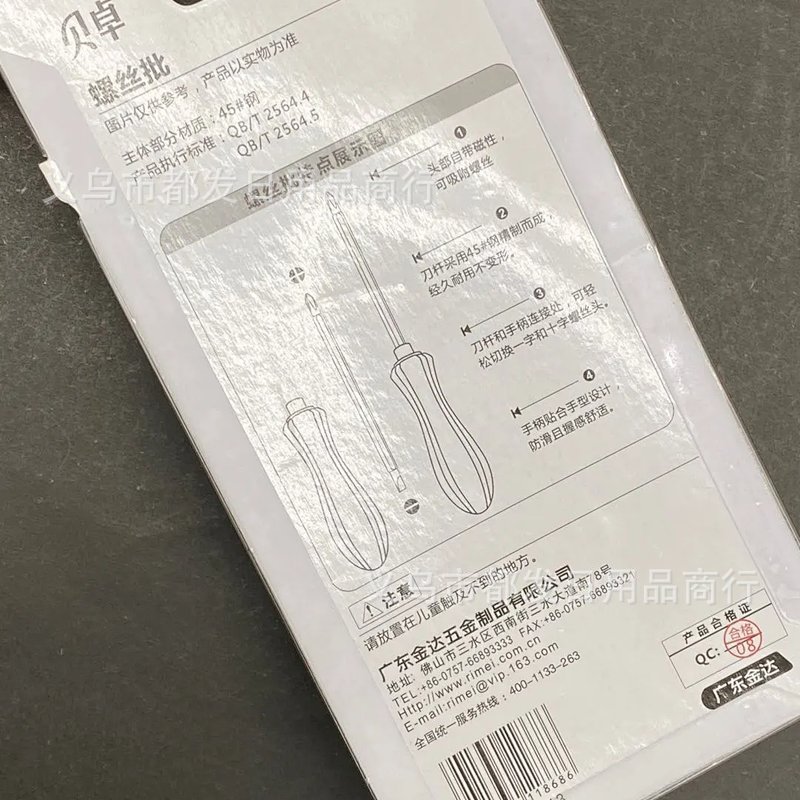 贝卓
螺丝批
图片仅供参考，产品以实物为准
主体部分材质：45#钢
产品执行标准：QB/T 2564.4
QB/T 2564.5
螺丝批特点展示图
1
头部自带磁性，
可吸附螺丝
2
刀杆采用45#钢精制而成，
经久耐用不变形。
3
刀杆和手柄连接处，可轻
松切换一字和十字螺丝头。
4
手柄贴合手型设计，
防滑且握感舒适。
义乌市都发日用品商行
注意
请放置在儿童触及不到的地方。
义乌市都发日用品商行
广东金达五金制品有限公司
地址：佛山市三水区西南街三水大道南78号
TEL:+86-0757-66893333 FAX:+86-0757-66893321
Http://www.rimei.com.cn
E-mail:rimei@vip.163.com
全国统一服务热线：400-1133-263
产品合格证
QC:
合格
08
广东金达
118686